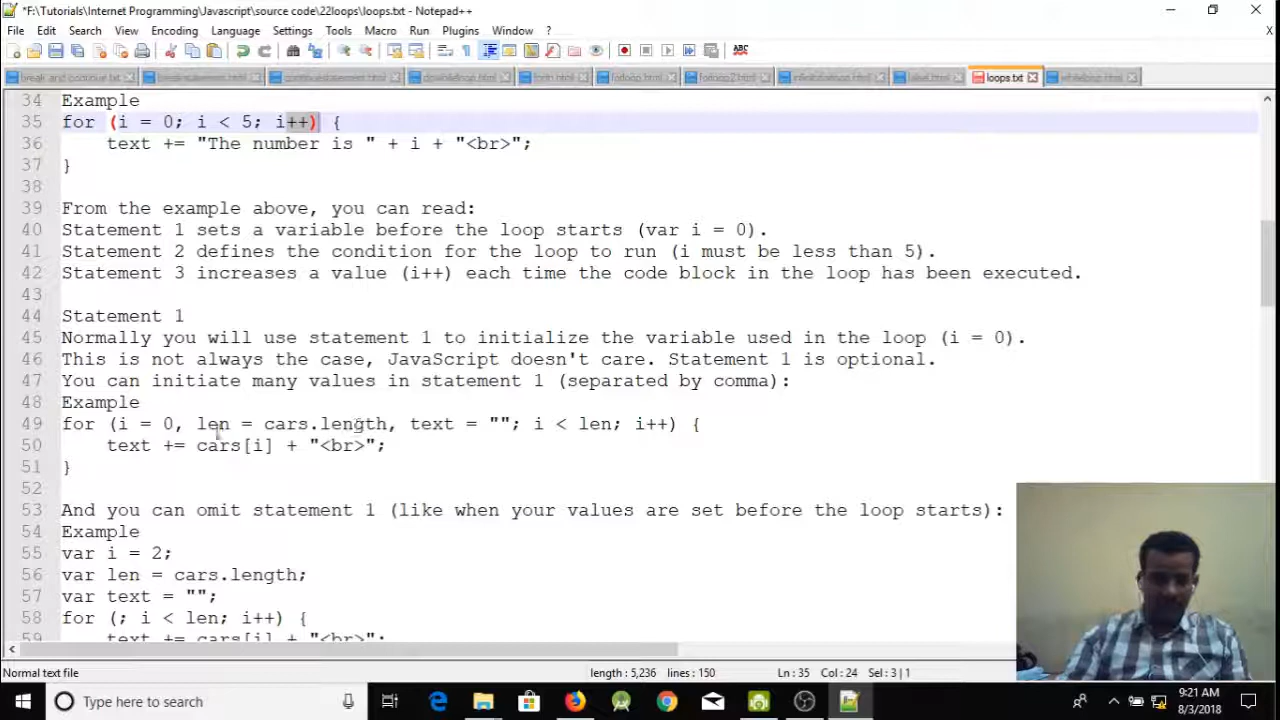 *F:\Tutorials\Internet Programming\Javascript\source code\22loops\loops.txt - Notepad++
File Edit Search View Encoding Language Settings Tools Macro Run Plugins Window ?
loops.txt
34 Example
35 for (i = 0; i < 5; i++) {
36 text += "The number is " + i + "<br>";
37 }
38
39 From the example above, you can read:
40 Statement 1 sets a variable before the loop starts (var i = 0).
41 Statement 2 defines the condition for the loop to run (i must be less than 5).
42 Statement 3 increases a value (i++) each time the code block in the loop has been executed.
43
44 Statement 1
45 Normally you will use statement 1 to initialize the variable used in the loop (i = 0).
46 This is not always the case, JavaScript doesn't care. Statement 1 is optional.
47 You can initiate many values in statement 1 (separated by comma):
48 Example
49 for (i = 0, len = cars.length, text = ""; i < len; i++) {
50 text += cars[i] + "<br>";
51 }
52
53 And you can omit statement 1 (like when your values are set before the loop starts):
54 Example
55 var i = 2;
56 var len = cars.length;
57 var text = "";
58 for (; i < len; i++) {
59 text += cars[i] + "<br>";
Normal text file length : 5,236 lines : 150 Ln : 35 Col : 24 Sel : 3 | 1
Type here to search
9:21 AM
8/3/2018